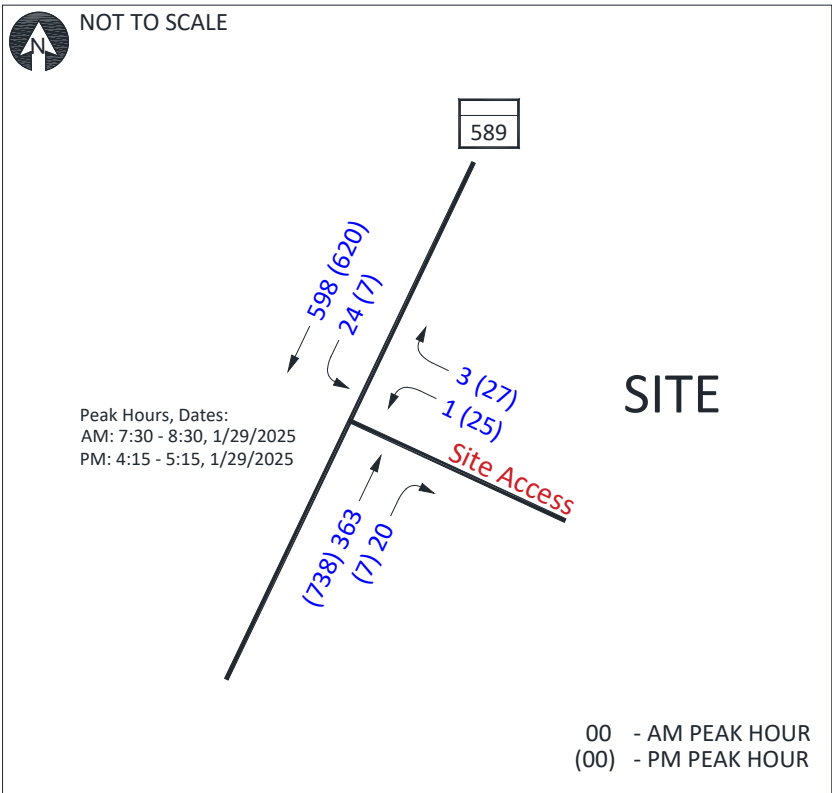 N
NOT TO SCALE
589
598 (620)
24 (7)
3 (27)
1 (25)
SITE
Peak Hours, Dates:
AM: 7:30 - 8:30, 1/29/2025
PM: 4:15 - 5:15, 1/29/2025
Site Access
(738) 363
(7) 20
00 - AM PEAK HOUR
(00) - PM PEAK HOUR